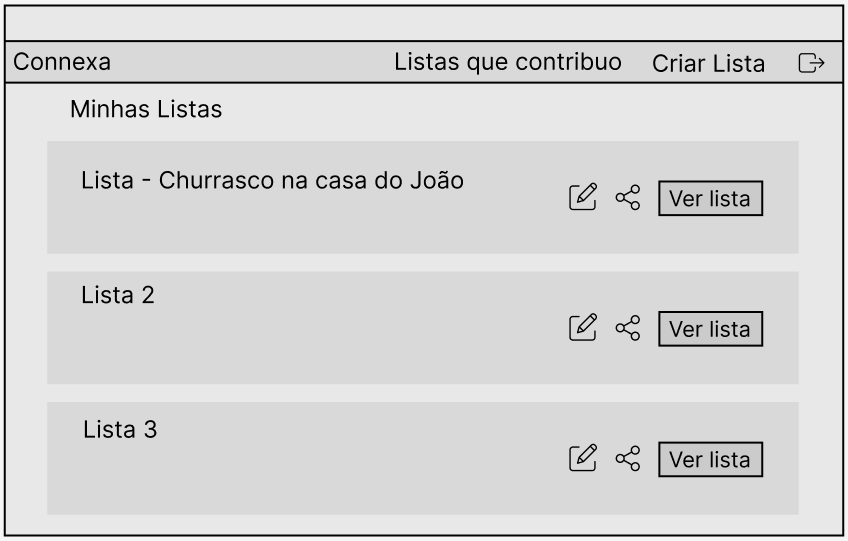 Connexa
Listas que contribuo
Criar Lista
Minhas Listas
Lista - Churrasco na casa do João
Ver lista
Lista 2
Ver lista
Lista 3
Ver lista